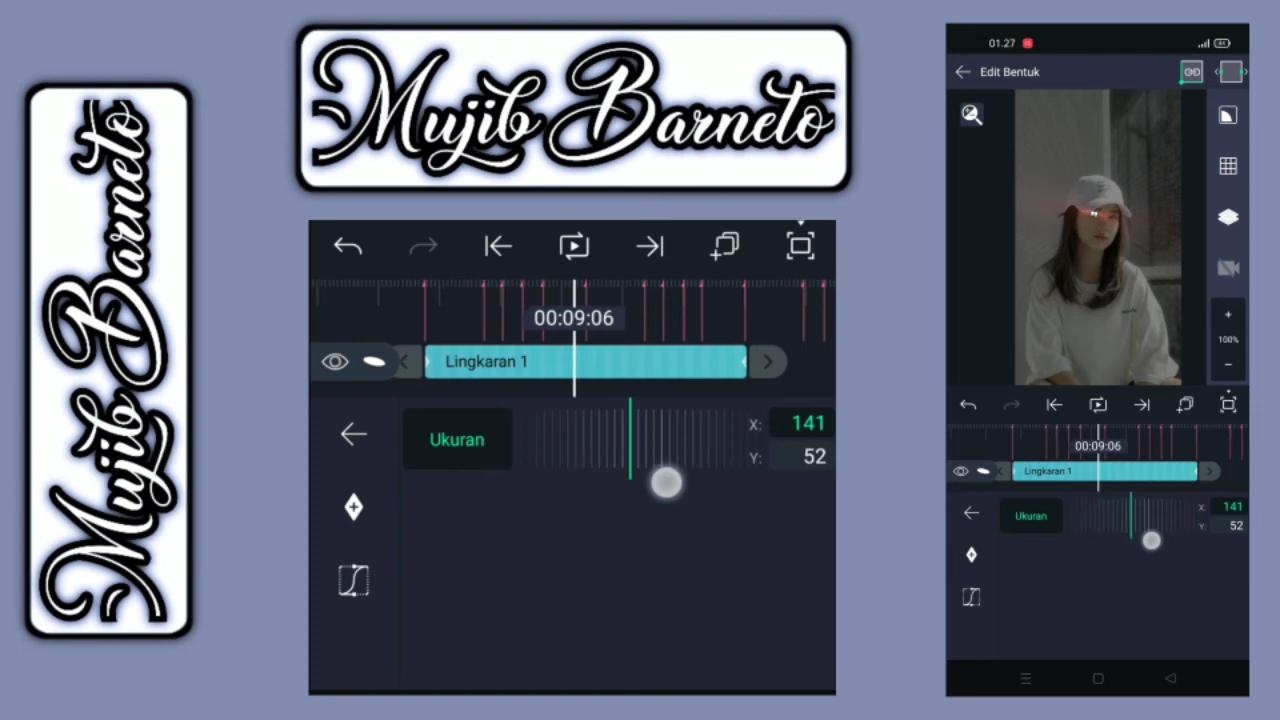 Mujib Barneto
Mujib Barneto
00:09:06
Lingkaran 1
Ukuran
X: 141
Y: 52
01.27
Edit Bentuk
100%
00:09:06
Lingkaran 1
Ukuran
X: 141
Y: 52